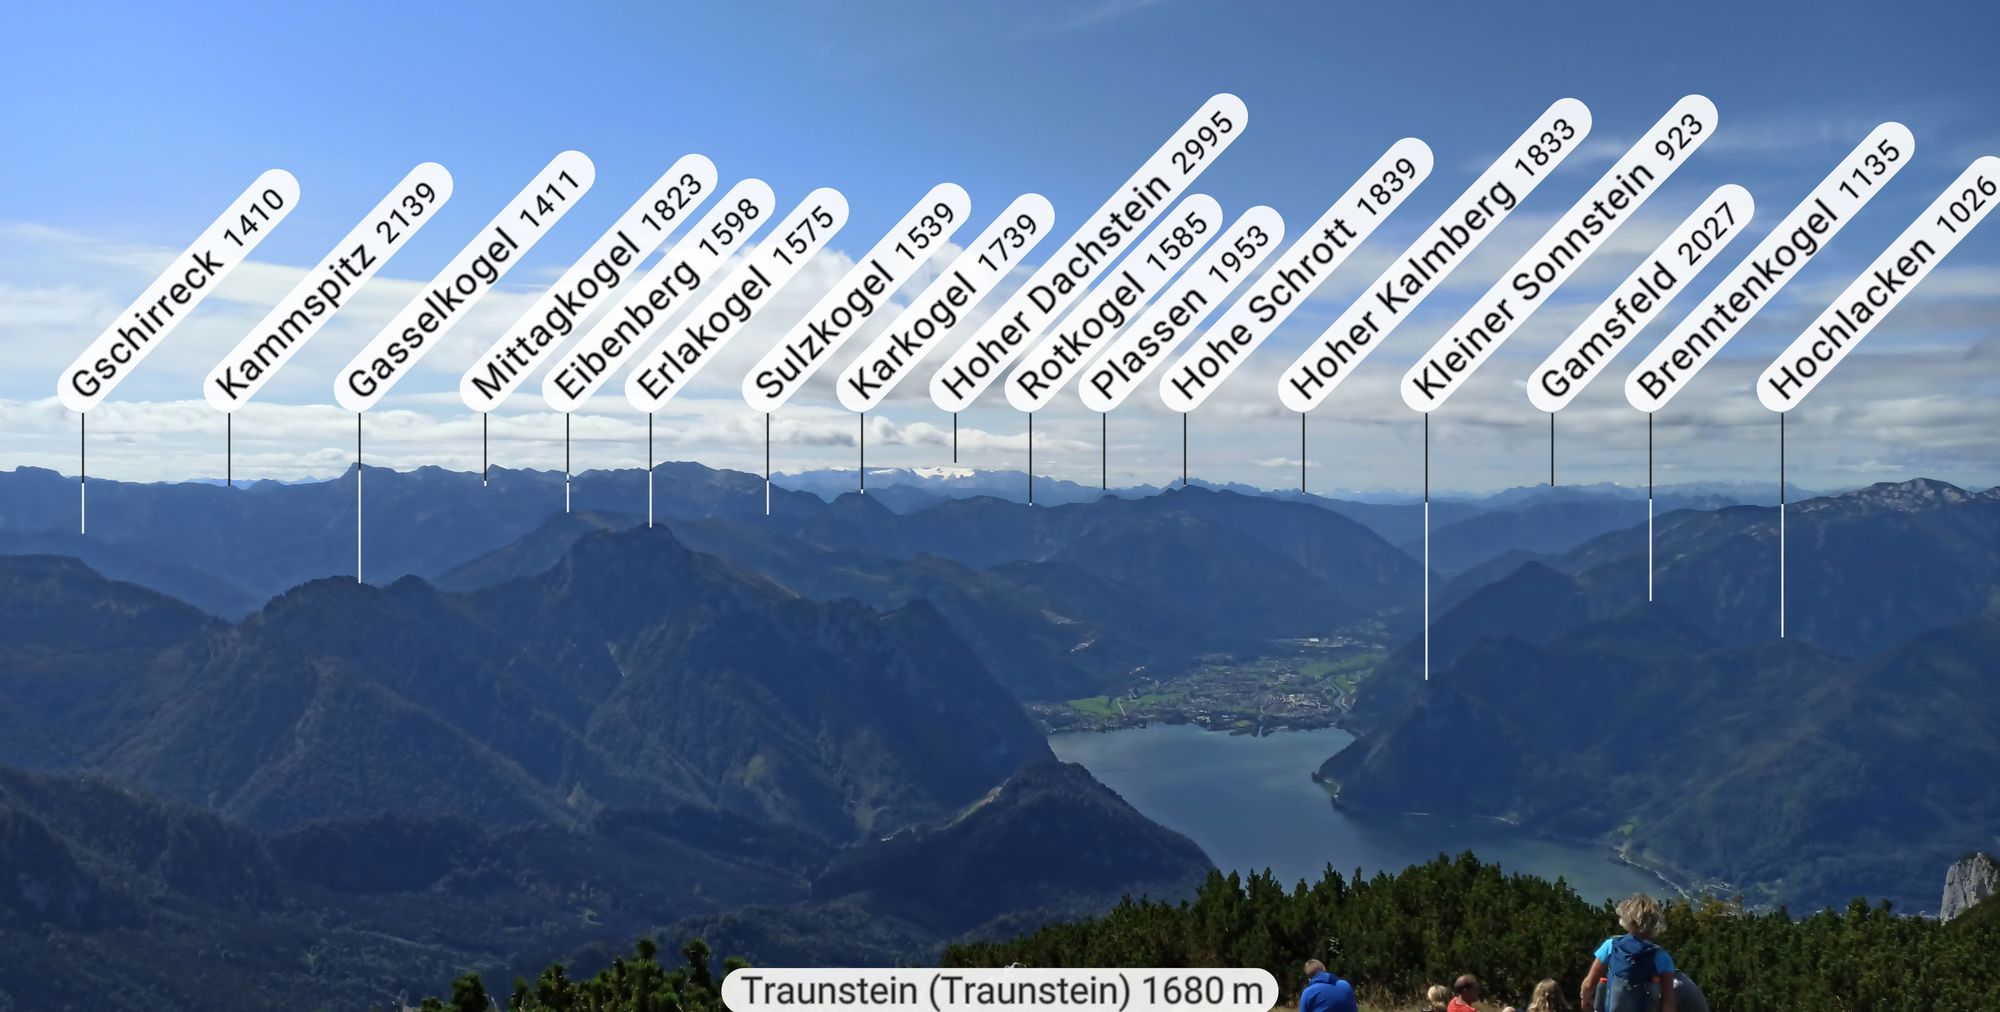 Gschirreck 1410
Kammspitz 2139
Gasselkogel 1411
Mittagkogel 1823
Eibenberg 1598
Erlakogel 1575
Sulzkogel 1539
Karkogel 1739
Hoher Dachstein 2995
Rotkogel 1585
Plassen 1953
Hohe Schrott 1839
Hoher Kalmberg 1833
Kleiner Sonnstein 923
Gamsfeld 2027
Brenntenkogel 1135
Hochlacken 1026
Traunstein (Traunstein) 1680 m